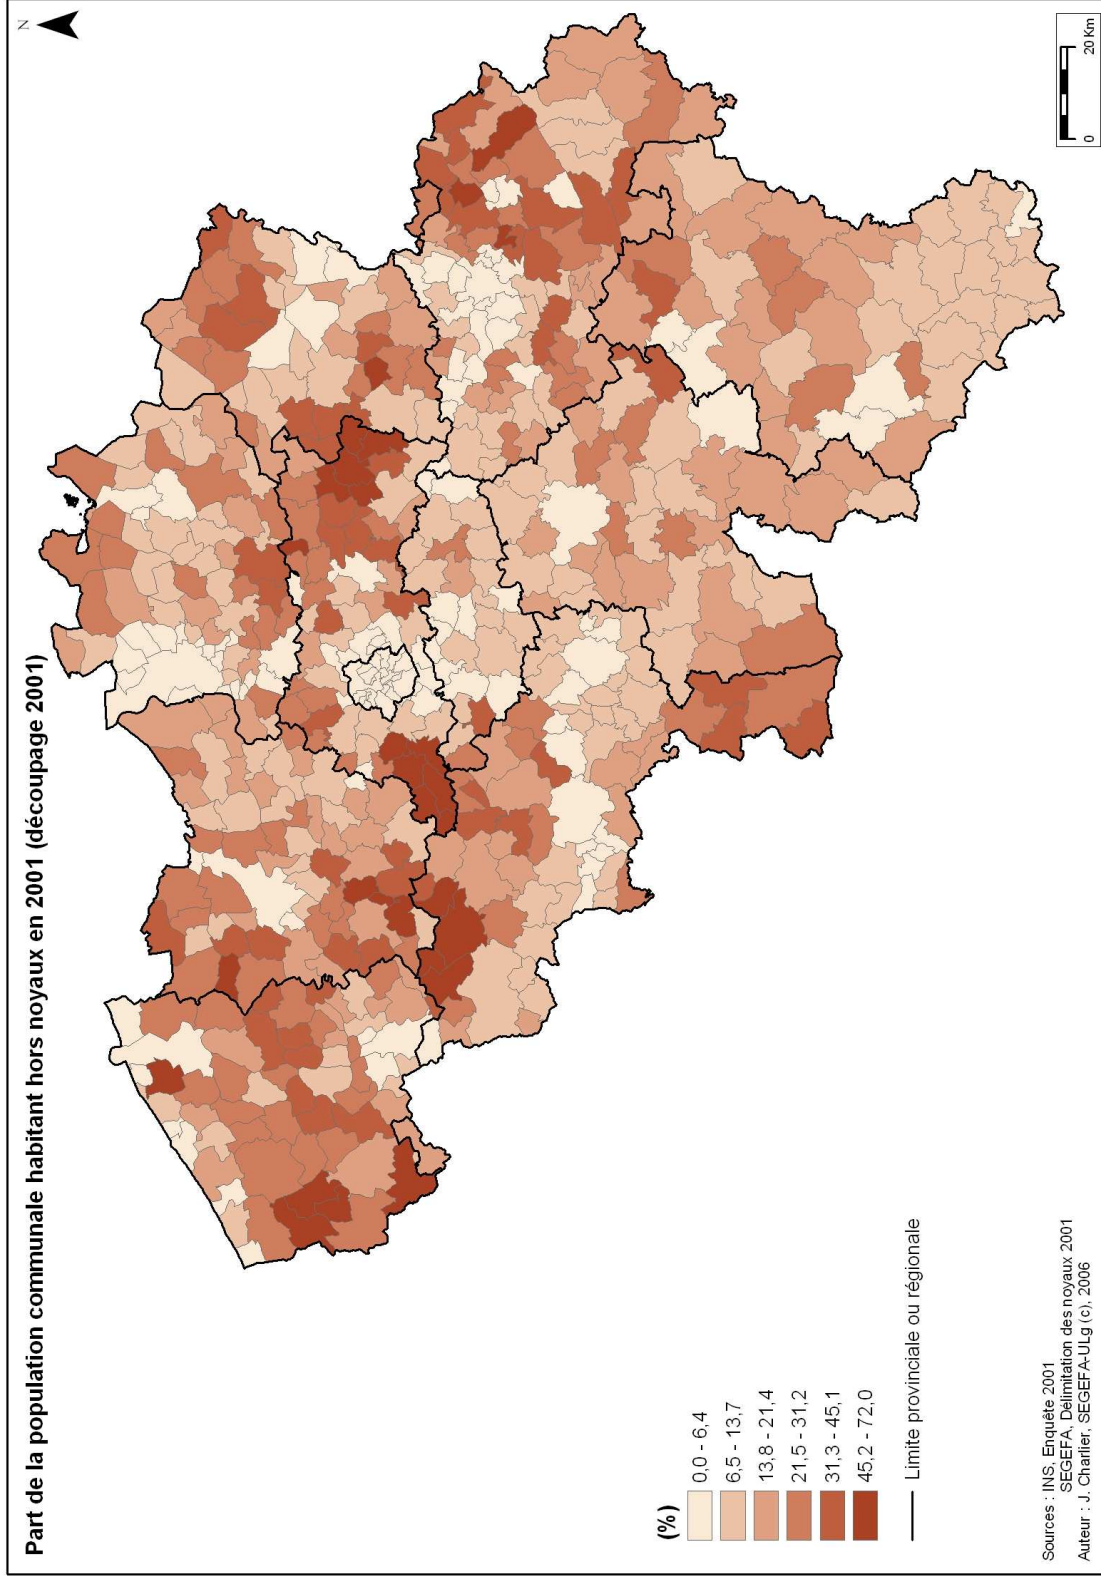 Part de la population communale habitant hors noyaux en 2001 (découpage 2001)
N
(%)
0,0 - 6,4
6,5 - 13,7
13,8 - 21,4
21,5 - 31,2
31,3 - 45,1
45,2 - 72,0
Limite provinciale ou régionale
Sources : INS, Enquête 2001
SEGEFA, Délimitation des noyaux 2001
Auteur : J. Charlier, SEGEFA-ULg (c), 2006
0 20 Km